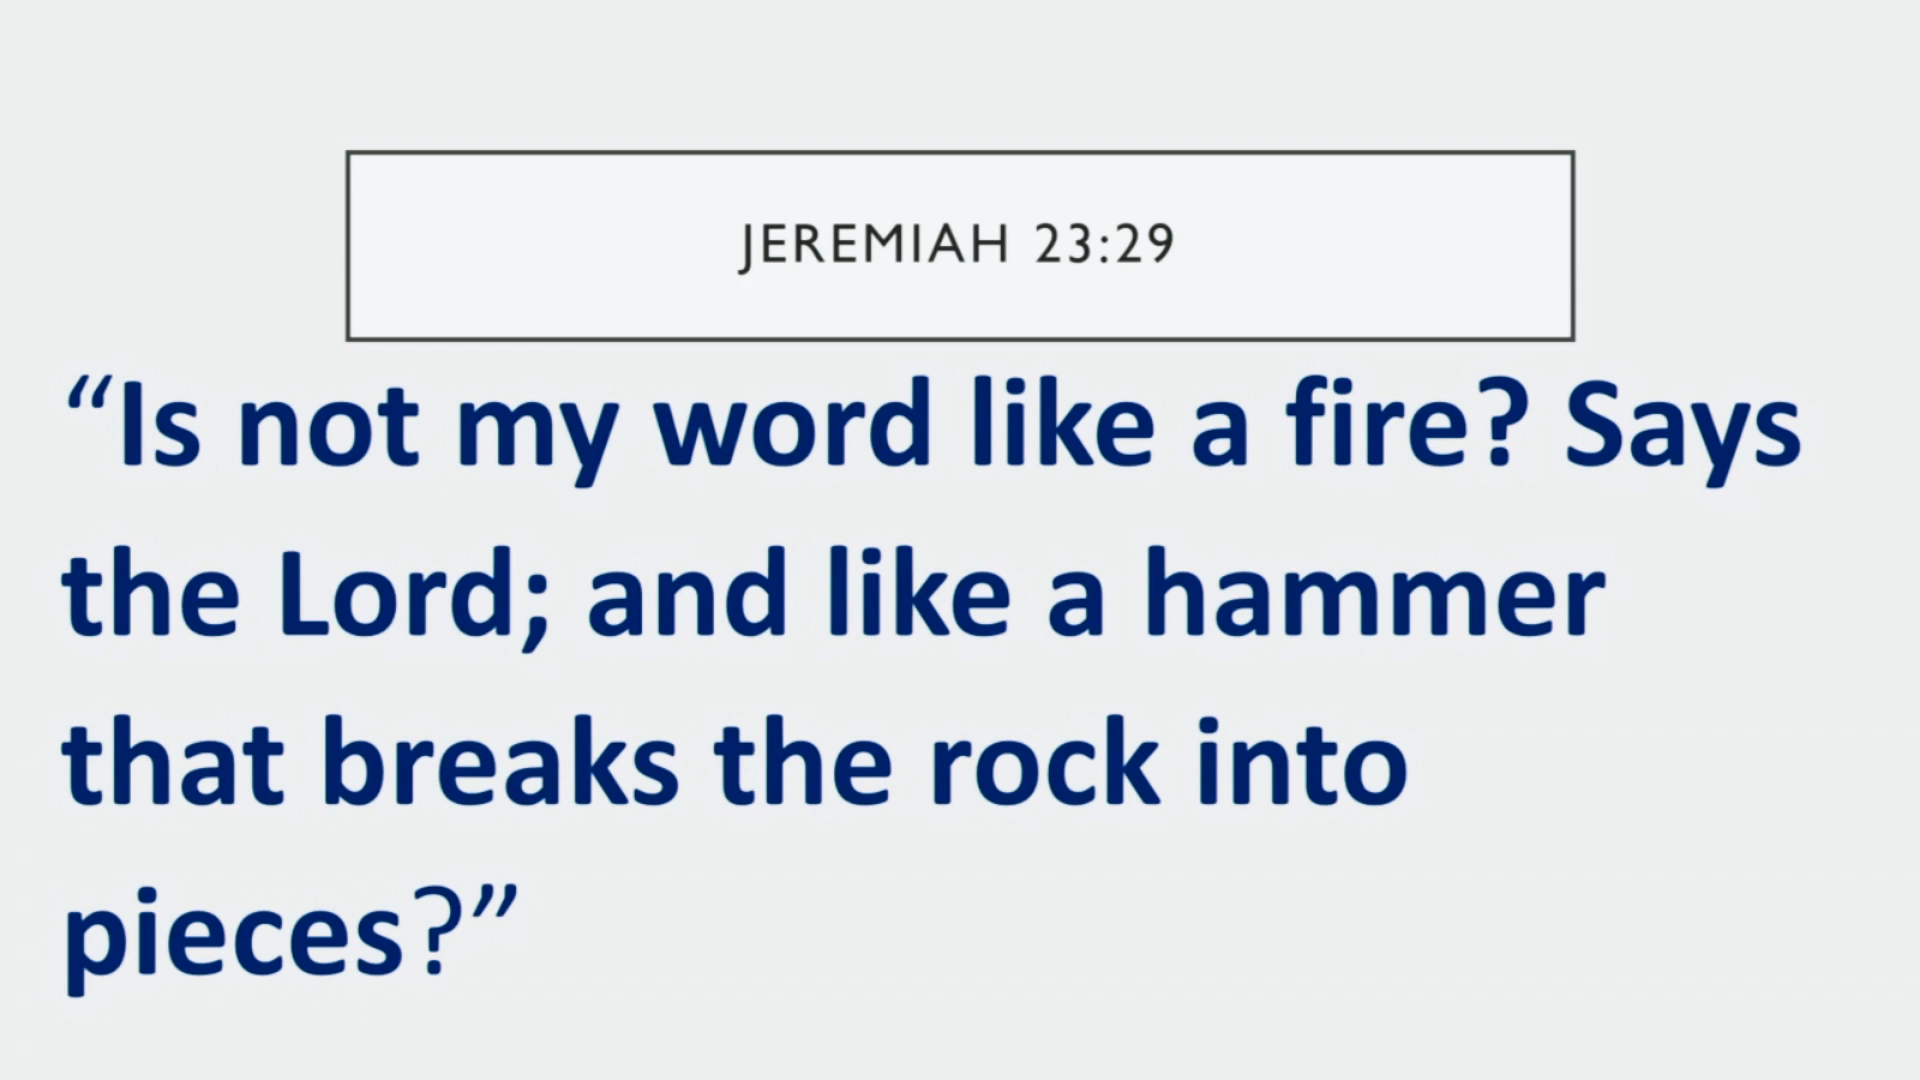 JEREMIAH 23:29
“Is not my word like a fire? Says
the Lord; and like a hammer
that breaks the rock into
pieces?”